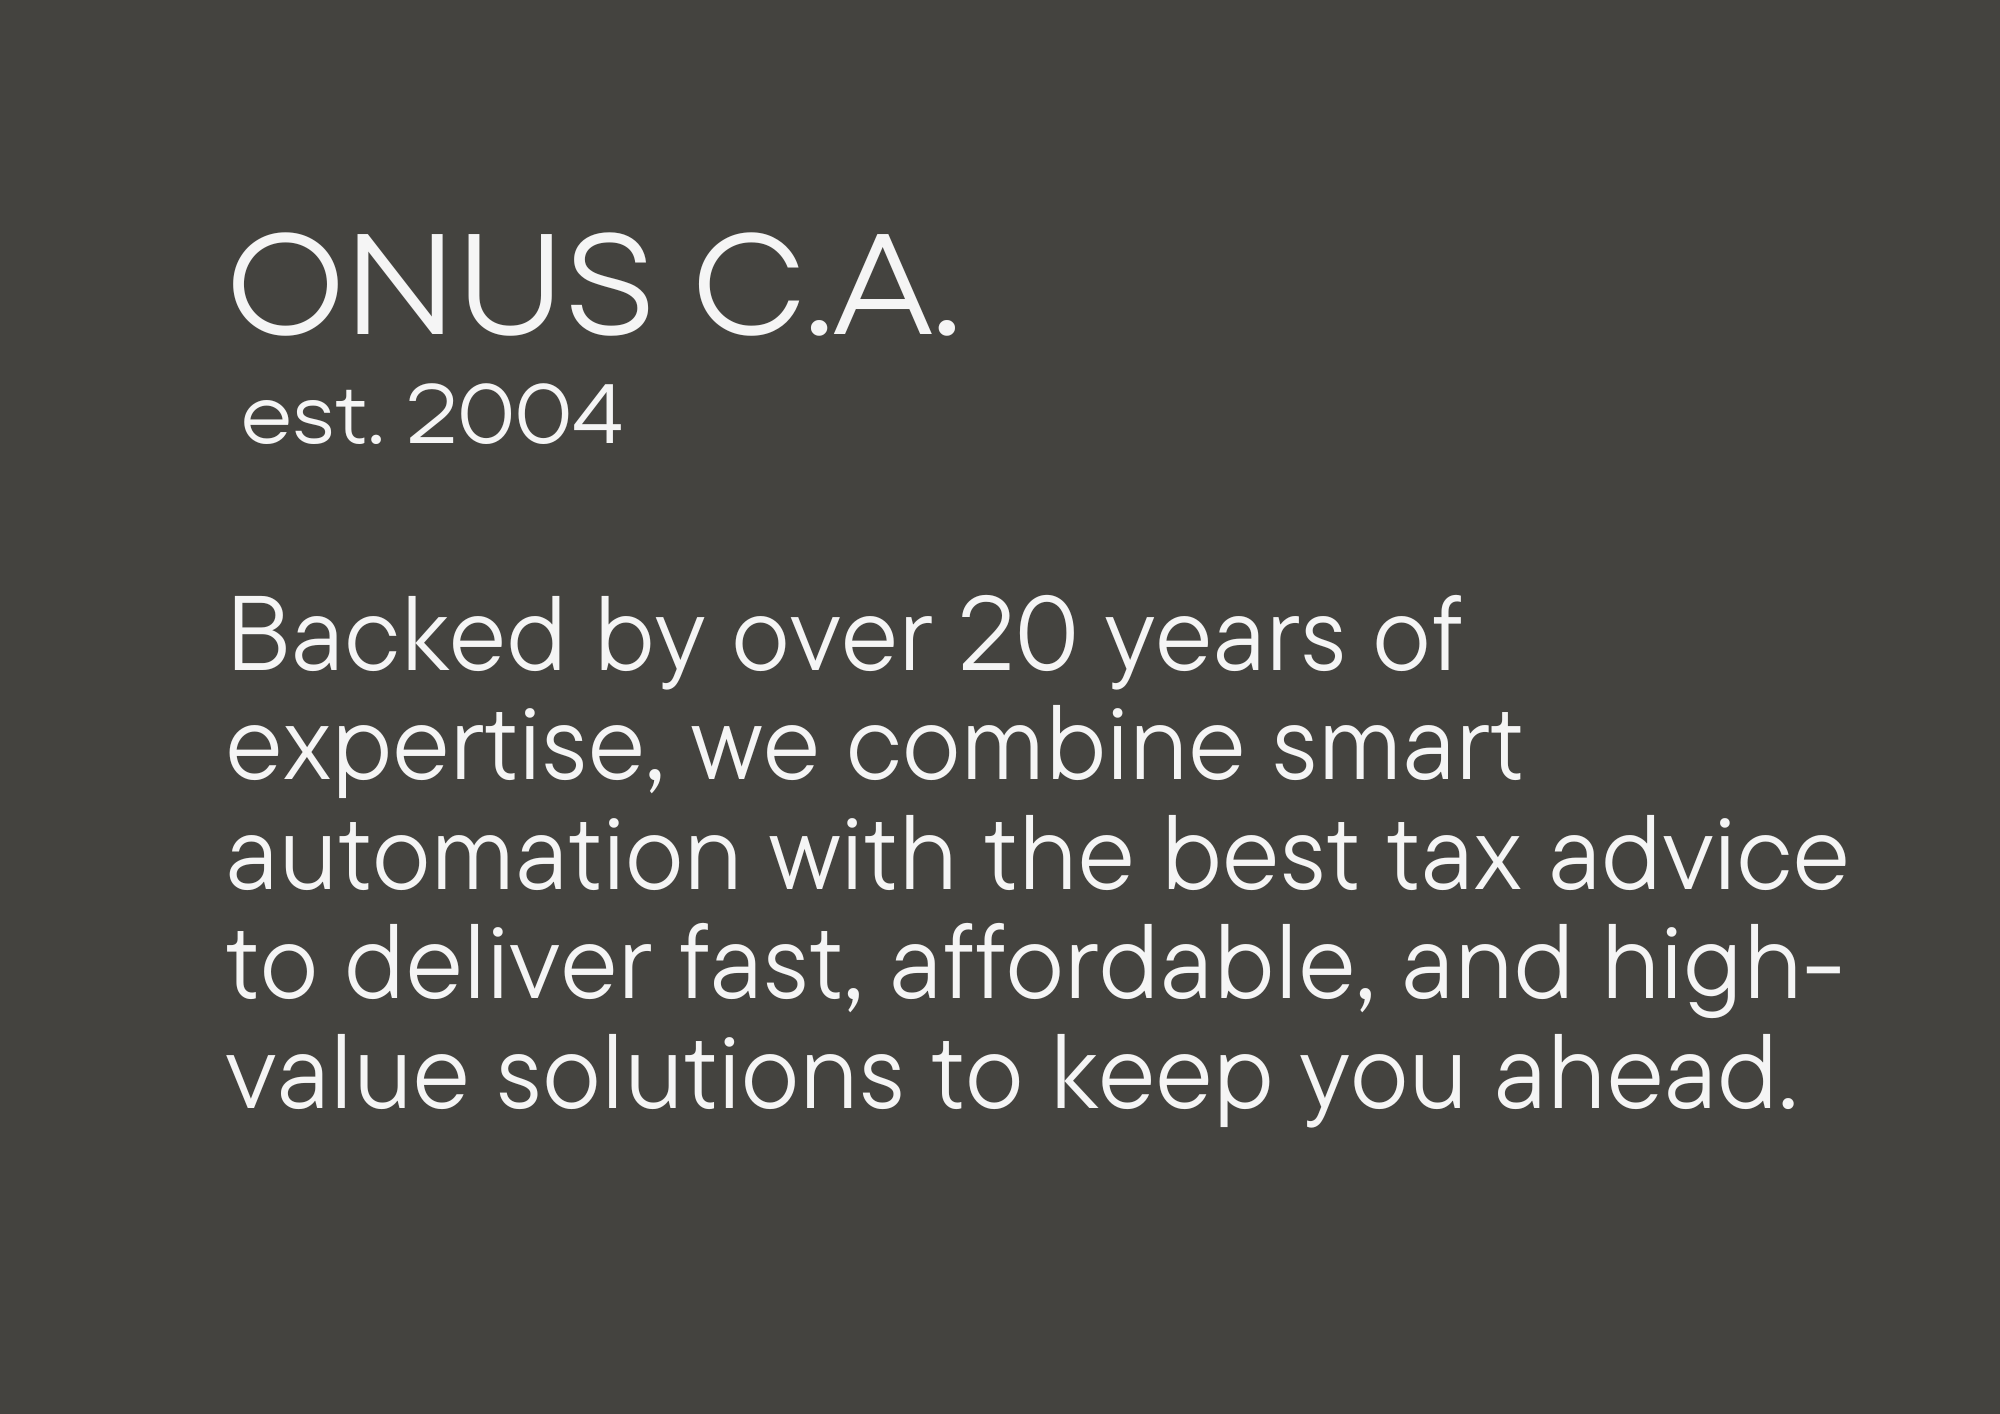 ONUS C.A.
est. 2004
Backed by over 20 years of
expertise, we combine smart
automation with the best tax advice
to deliver fast, affordable, and high-
value solutions to keep you ahead.